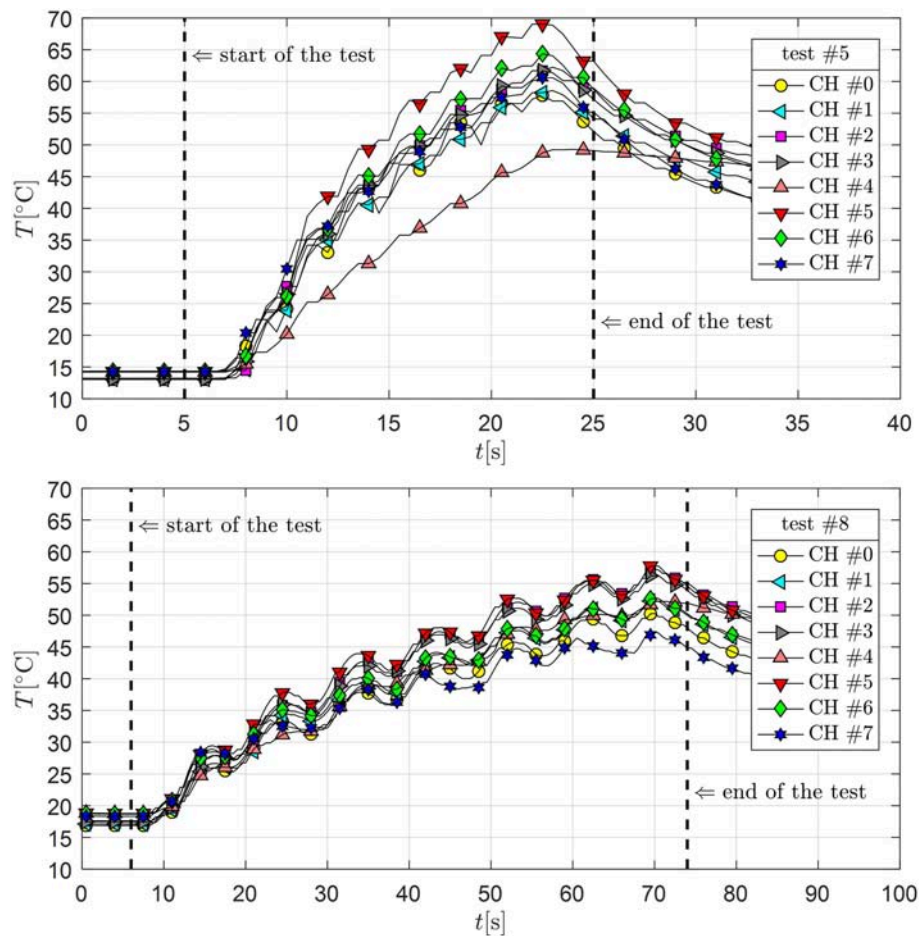 70
65
60
55
50
45
40
35
30
25
20
15
10
T[°C]
⇐ start of the test
⇐ end of the test
test #5
CH #0
CH #1
CH #2
CH #3
CH #4
CH #5
CH #6
CH #7
0 5 10 15 20 25 30 35 40
t[s]
70
65
60
55
50
45
40
35
30
25
20
15
10
T[°C]
⇐ start of the test
test #8
CH #0
CH #1
CH #2
CH #3
CH #4
CH #5
CH #6
CH #7
⇐ end of the test
0 10 20 30 40 50 60 70 80 90 100
t[s]